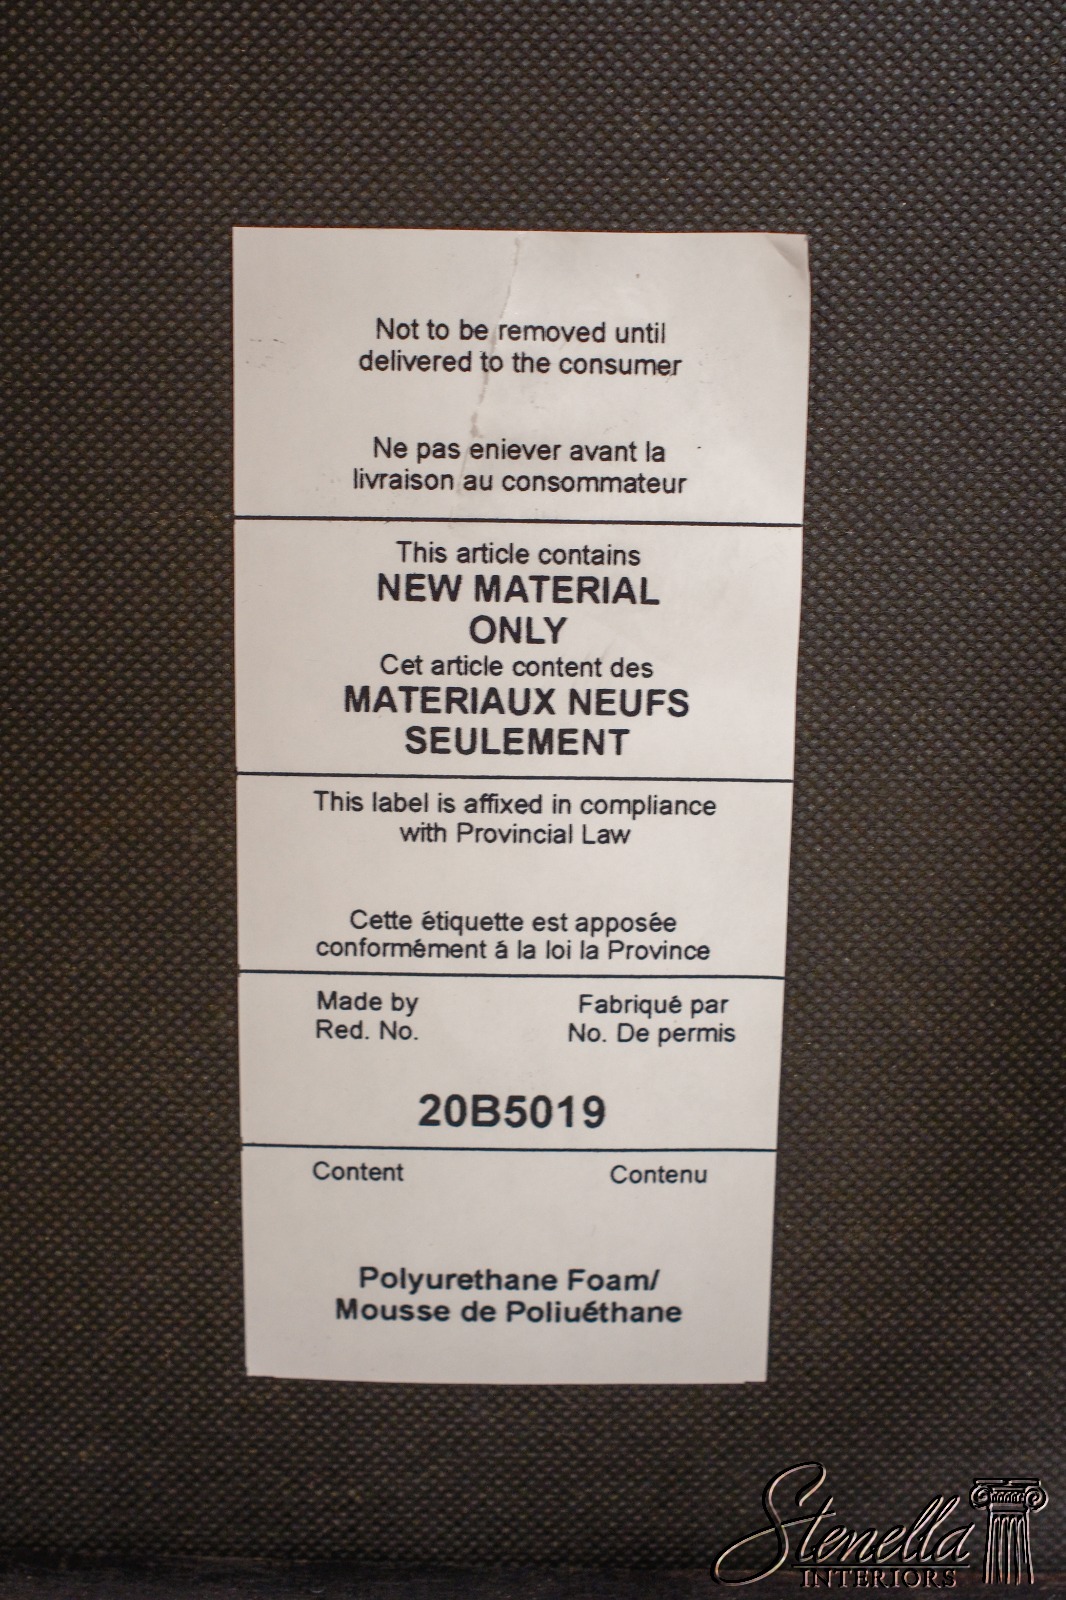 Not to be removed until
delivered to the consumer
Ne pas eniever avant la
livraison au consommateur
This article contains
NEW MATERIAL
ONLY
Cet article content des
MATERIAUX NEUFS
SEULEMENT
This label is affixed in compliance
with Provincial Law
Cette étiquette est apposée
conformément á la loi la Province
Made by
Red. No.
Fabriqué par
No. De permis
20B5019
Content
Contenu
Polyurethane Foam/
Mousse de Poliuéthane
Stenella
INTERIORS